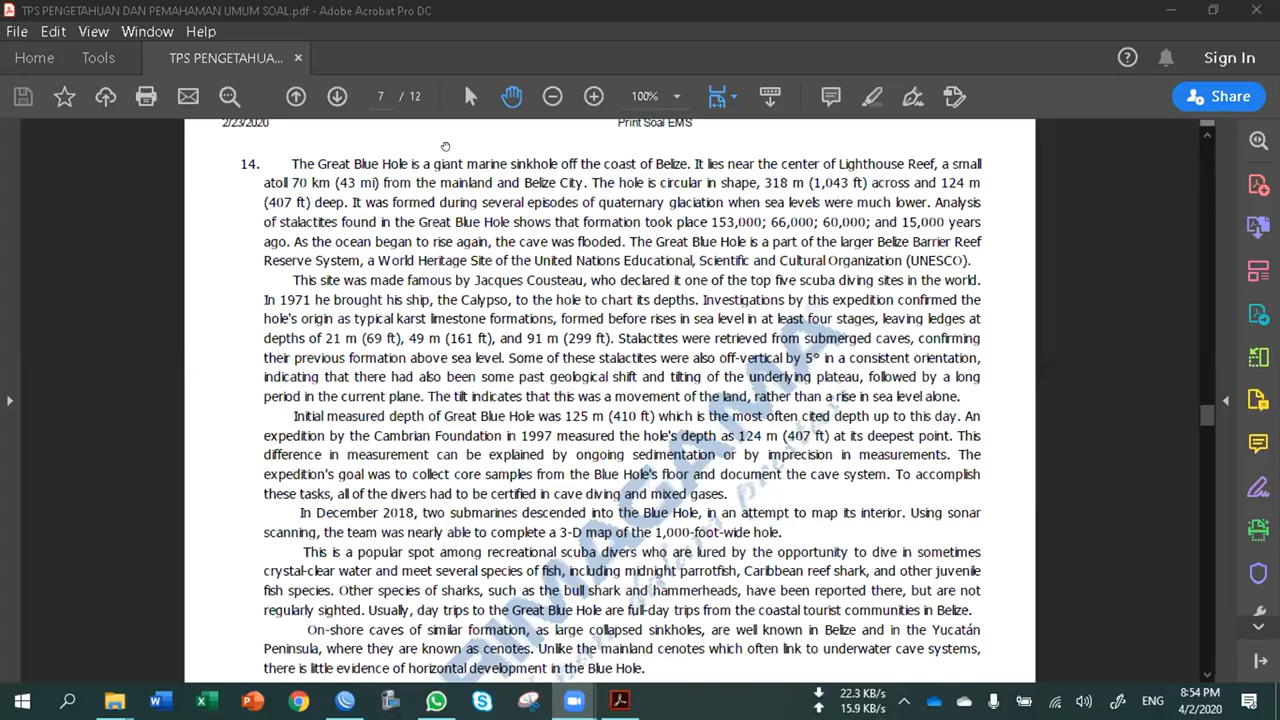 TPS PENGETAHUAN DAN PEMAHAMAN UMUM SOAL.pdf - Adobe Acrobat Pro DC
File Edit View Window Help
Home Tools TPS PENGETAHUA... Sign In
7 / 12 100% Share
2/23/2020 Print Soal EMS
14. The Great Blue Hole is a giant marine sinkhole off the coast of Belize. It lies near the center of Lighthouse Reef, a small
atoll 70 km (43 mi) from the mainland and Belize City. The hole is circular in shape, 318 m (1,043 ft) across and 124 m
(407 ft) deep. It was formed during several episodes of quaternary glaciation when sea levels were much lower. Analysis
of stalactites found in the Great Blue Hole shows that formation took place 153,000; 66,000; 60,000; and 15,000 years
ago. As the ocean began to rise again, the cave was flooded. The Great Blue Hole is a part of the larger Belize Barrier Reef
Reserve System, a World Heritage Site of the United Nations Educational, Scientific and Cultural Organization (UNESCO).
This site was made famous by Jacques Cousteau, who declared it one of the top five scuba diving sites in the world.
In 1971 he brought his ship, the Calypso, to the hole to chart its depths. Investigations by this expedition confirmed the
hole's origin as typical karst limestone formations, formed before rises in sea level in at least four stages, leaving ledges at
depths of 21 m (69 ft), 49 m (161 ft), and 91 m (299 ft). Stalactites were retrieved from submerged caves, confirming
their previous formation above sea level. Some of these stalactites were also off-vertical by 5° in a consistent orientation,
indicating that there had also been some past geological shift and tilting of the underlying plateau, followed by a long
period in the current plane. The tilt indicates that this was a movement of the land, rather than a rise in sea level alone.
Initial measured depth of Great Blue Hole was 125 m (410 ft) which is the most often cited depth up to this day. An
expedition by the Cambrian Foundation in 1997 measured the hole's depth as 124 m (407 ft) at its deepest point. This
difference in measurement can be explained by ongoing sedimentation or by imprecision in measurements. The
expedition's goal was to collect core samples from the Blue Hole's floor and document the cave system. To accomplish
these tasks, all of the divers had to be certified in cave diving and mixed gases.
In December 2018, two submarines descended into the Blue Hole, in an attempt to map its interior. Using sonar
scanning, the team was nearly able to complete a 3-D map of the 1,000-foot-wide hole.
This is a popular spot among recreational scuba divers who are lured by the opportunity to dive in sometimes
crystal-clear water and meet several species of fish, including midnight parrotfish, Caribbean reef shark, and other juvenile
fish species. Other species of sharks, such as the bull shark and hammerheads, have been reported there, but are not
regularly sighted. Usually, day trips to the Great Blue Hole are full-day trips from the coastal tourist communities in Belize.
On-shore caves of similar formation, as large collapsed sinkholes, are well known in Belize and in the Yucatán
Peninsula, where they are known as cenotes. Unlike the mainland cenotes which often link to underwater cave systems,
there is little evidence of horizontal development in the Blue Hole.
22.3 KB/s
15.9 KB/s
ENG
8:54 PM
4/2/2020